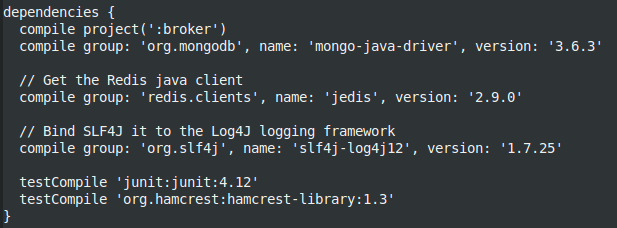 dependencies {
  compile project(':broker')
  compile group: 'org.mongodb', name: 'mongo-java-driver', version: '3.6.3'

  // Get the Redis java client
  compile group: 'redis.clients', name: 'jedis', version: '2.9.0'

  // Bind SLF4J it to the Log4J logging framework
  compile group: 'org.slf4j', name: 'slf4j-log4j12', version: '1.7.25'

  testCompile 'junit:junit:4.12'
  testCompile 'org.hamcrest:hamcrest-library:1.3'
}